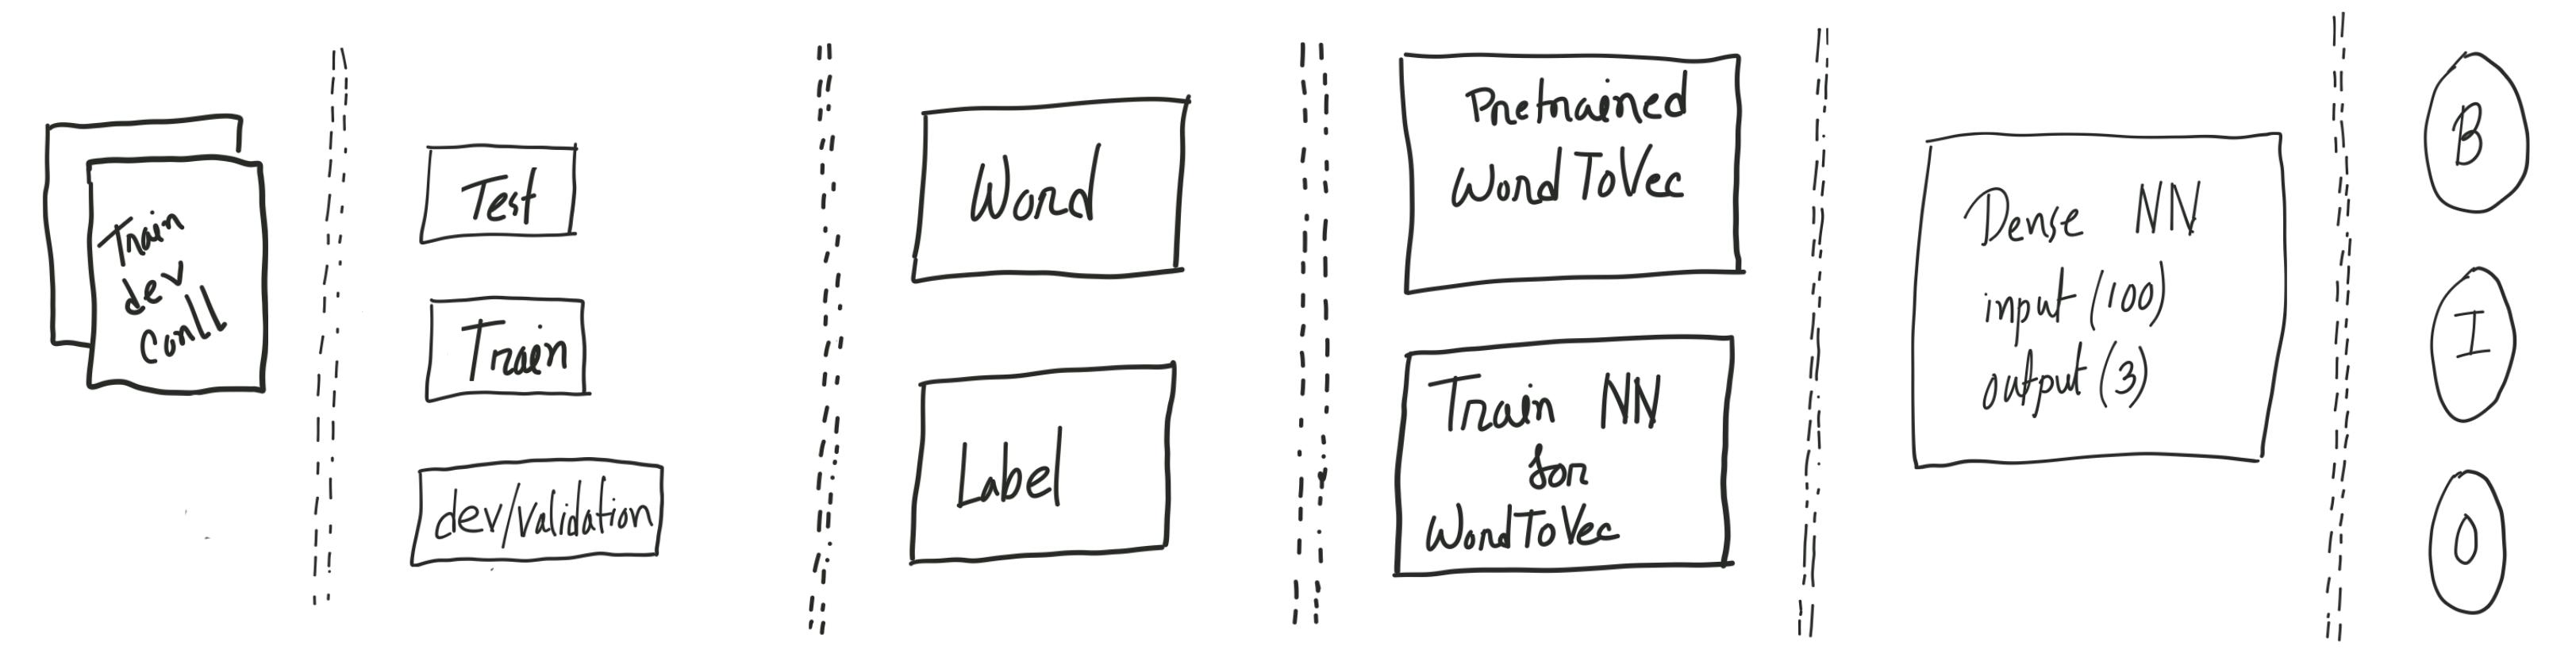 Train
dev
Conll
Test
Train
dev/validation
Word
Label
Pretrained
WordToVec
Train NN
for
WordToVec
Dense NN
input (100)
output (3)
B
I
O